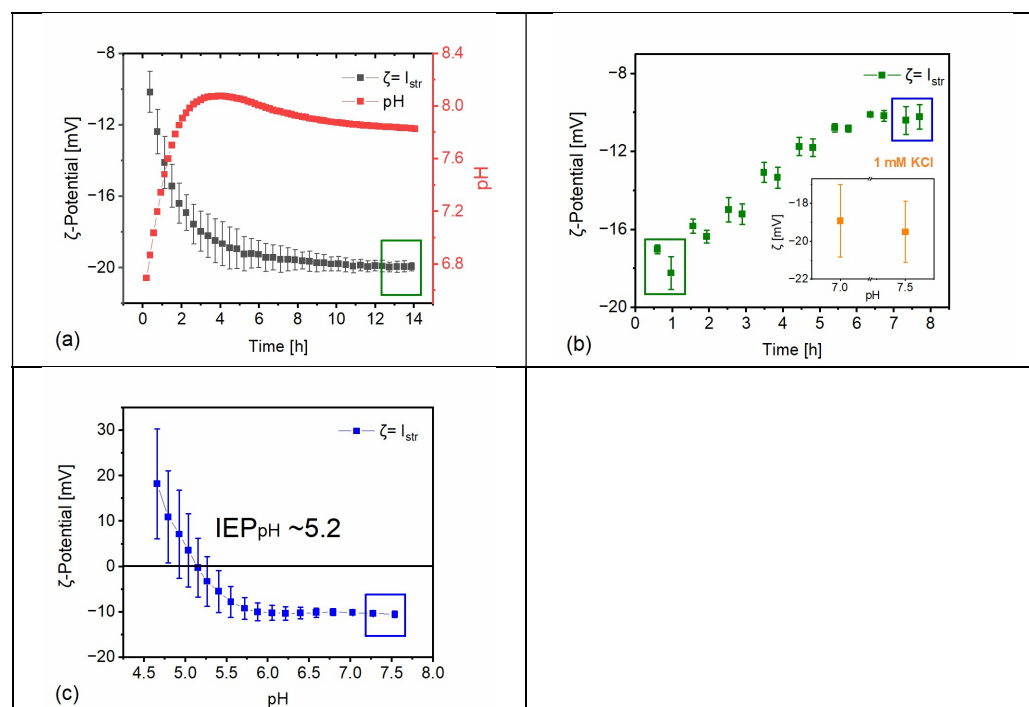 −8
−12
−16
−20
ζ-Potential [mV]
0 2 4 6 8 10 12 14
Time [h]
8.4
8.0
7.6
7.2
6.8
pH
ζ= Istr
pH
(a)
−8
−12
−16
−20
ζ-Potential [mV]
0 1 2 3 4 5 6 7 8
Time [h]
ζ= Istr
1 mM KCl
−18
−20
−22
ζ [mV]
7.0 7.5
pH
(b)
30
20
10
0
−10
−20
ζ-Potential [mV]
4.5 5.0 5.5 6.0 6.5 7.0 7.5 8.0
pH
ζ= Istr
IEPpH ~5.2
(c)